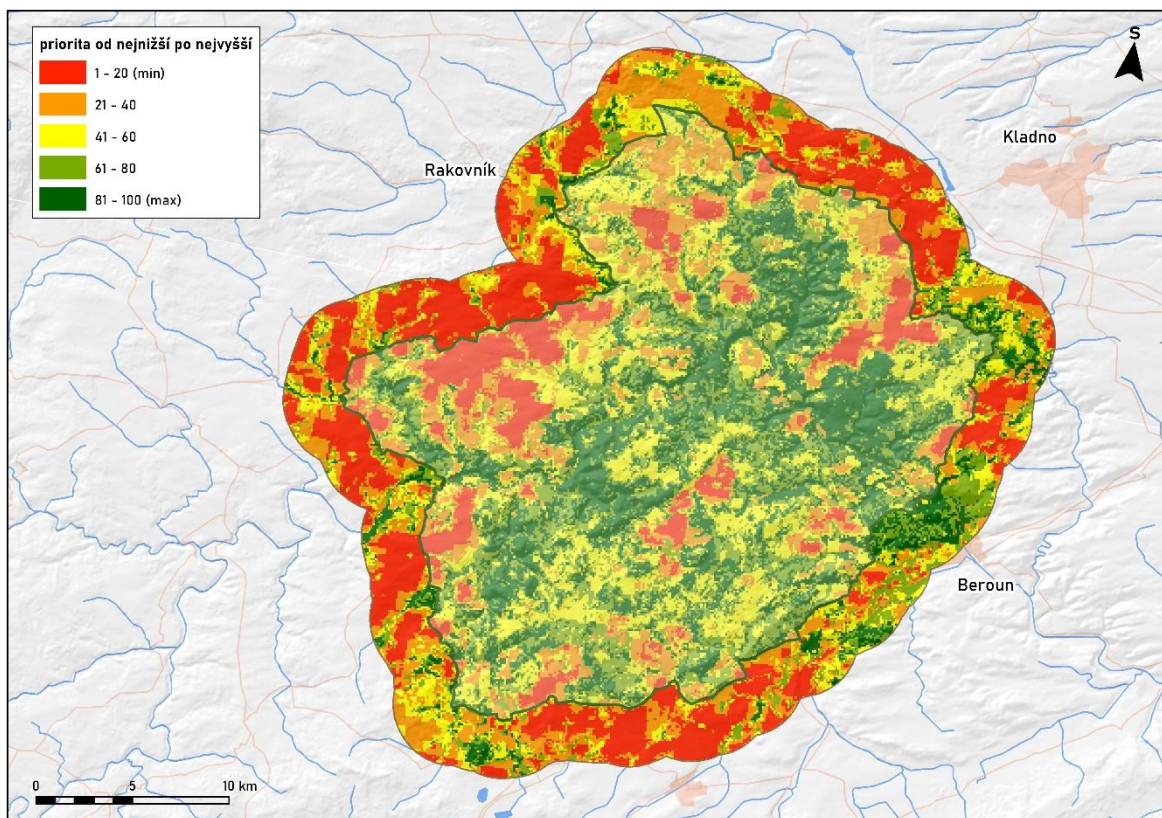 priorita od nejnižší po nejvyšší
1 - 20 (min)
21 - 40
41 - 60
61 - 80
81 - 100 (max)
S
Kladno
Rakovník
Beroun
0 5 10 km